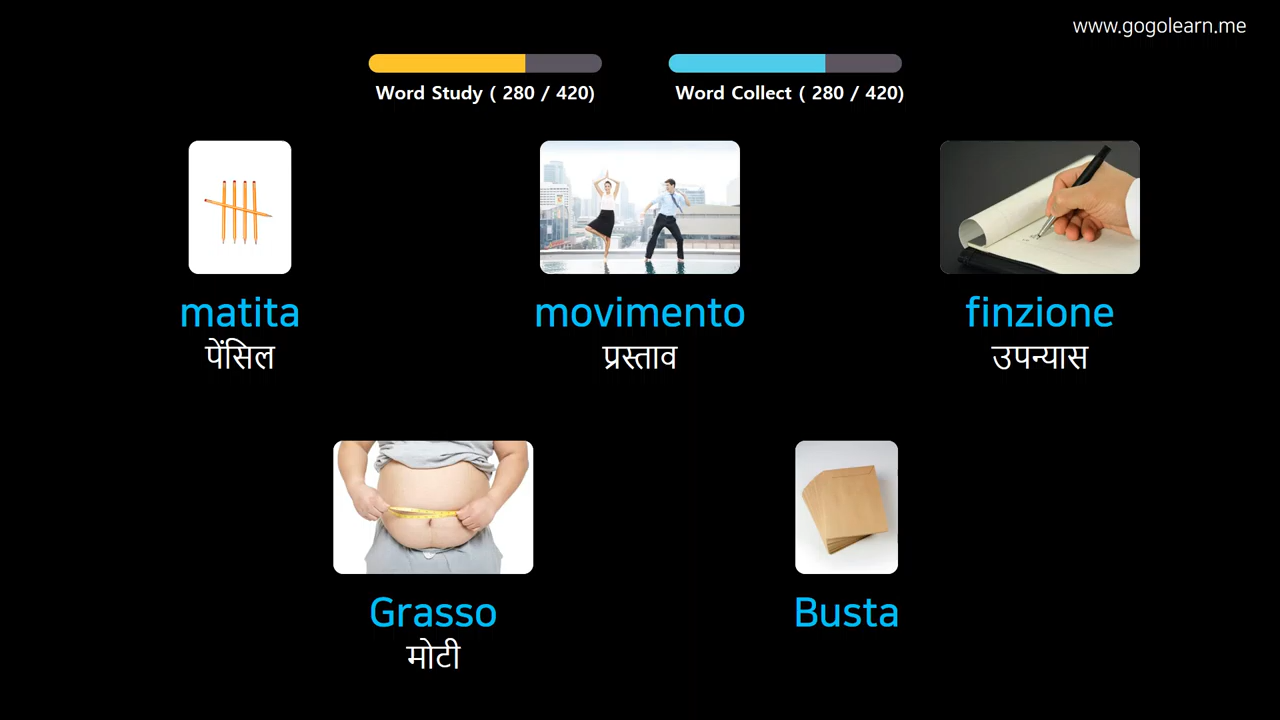 www.gogolearn.me
Word Study ( 280 / 420)
Word Collect ( 280 / 420)
matita
पेंसिल
movimento
प्रस्ताव
finzione
उपन्यास
Grasso
मोटी
Busta